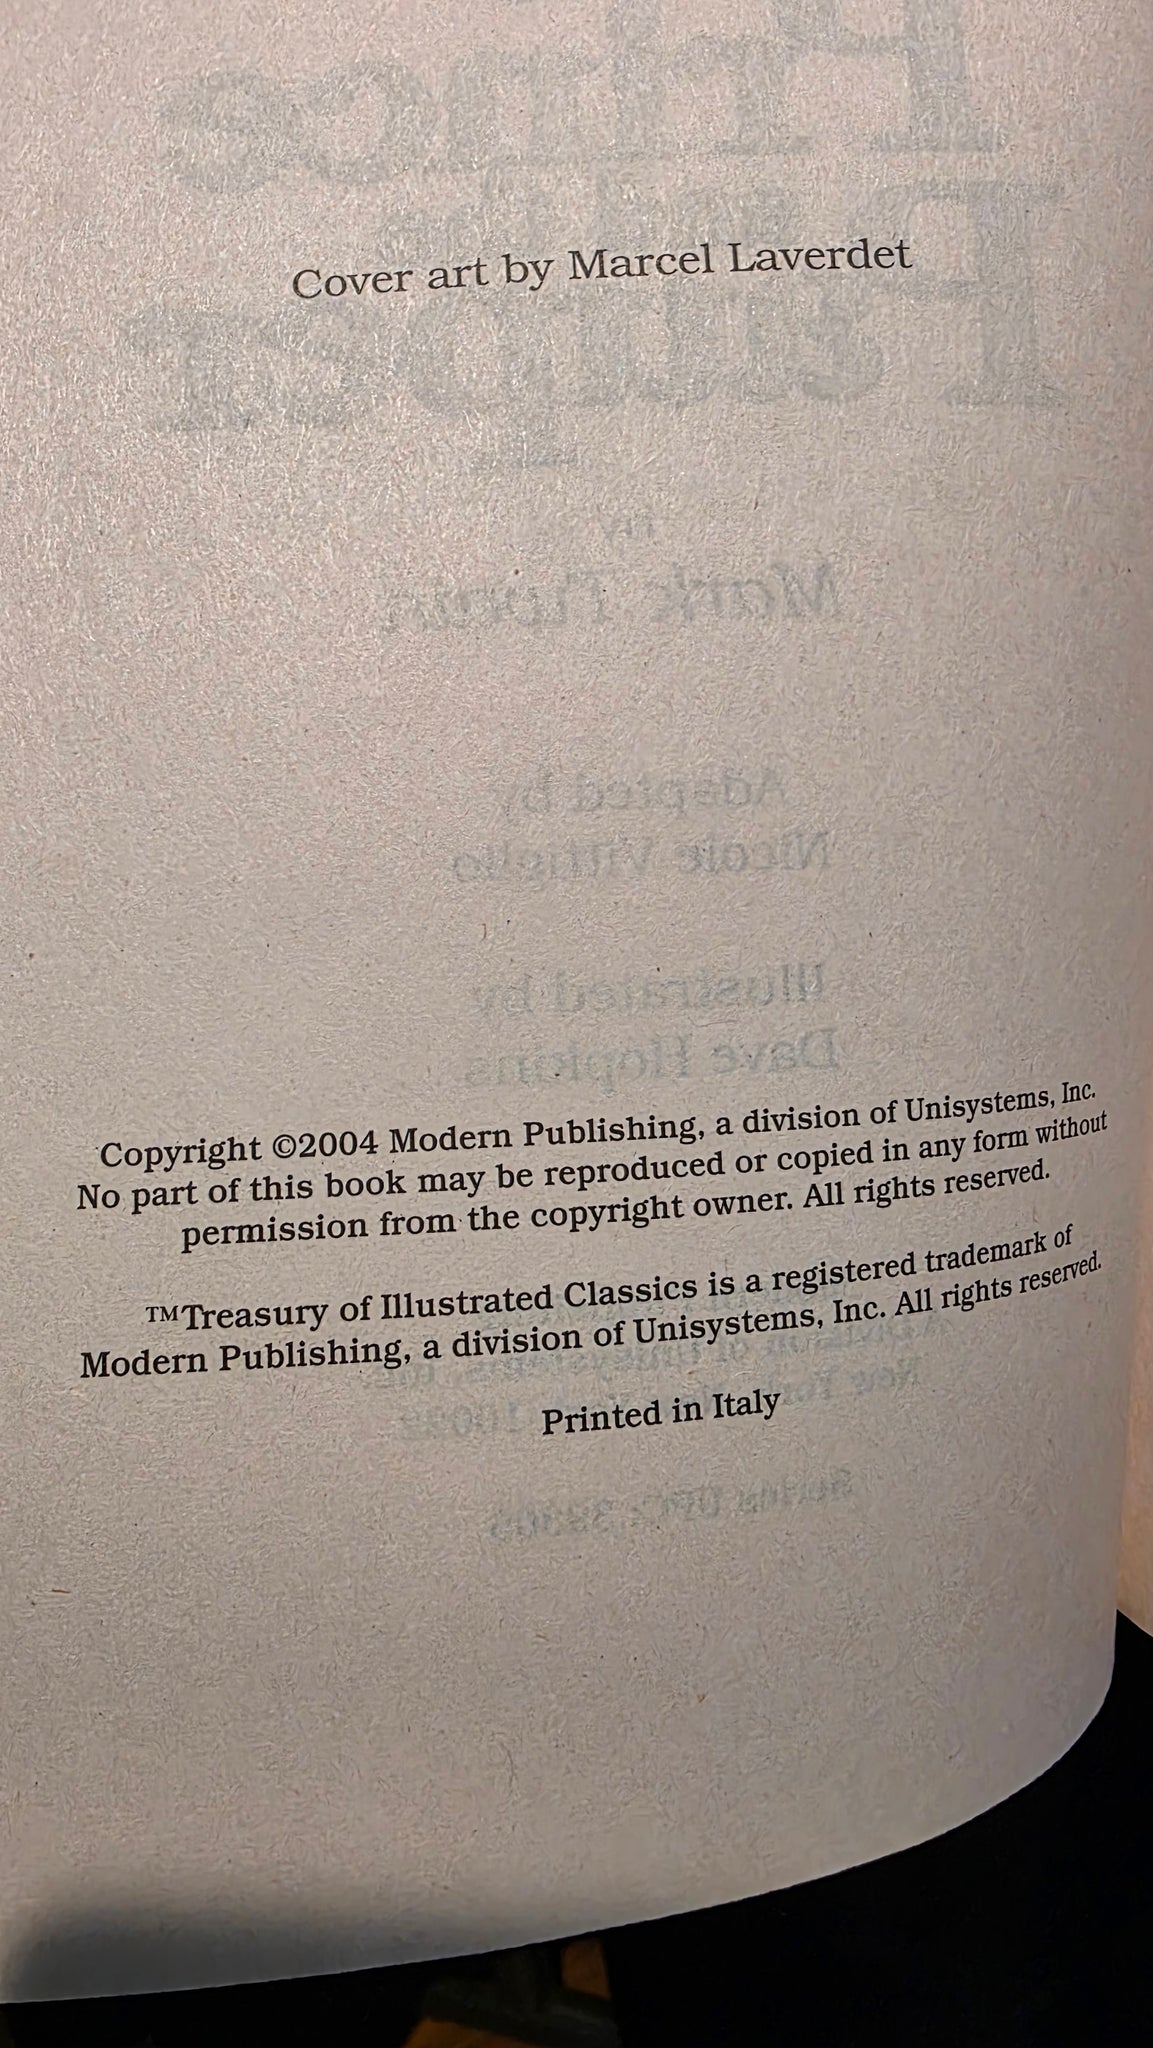 Cover art by Marcel Laverdet
Copyright ©2004 Modern Publishing, a division of Unisystems, Inc.
No part of this book may be reproduced or copied in any form without
permission from the copyright owner. All rights reserved.
™Treasury of Illustrated Classics is a registered trademark of
Modern Publishing, a division of Unisystems, Inc. All rights reserved.
Printed in Italy